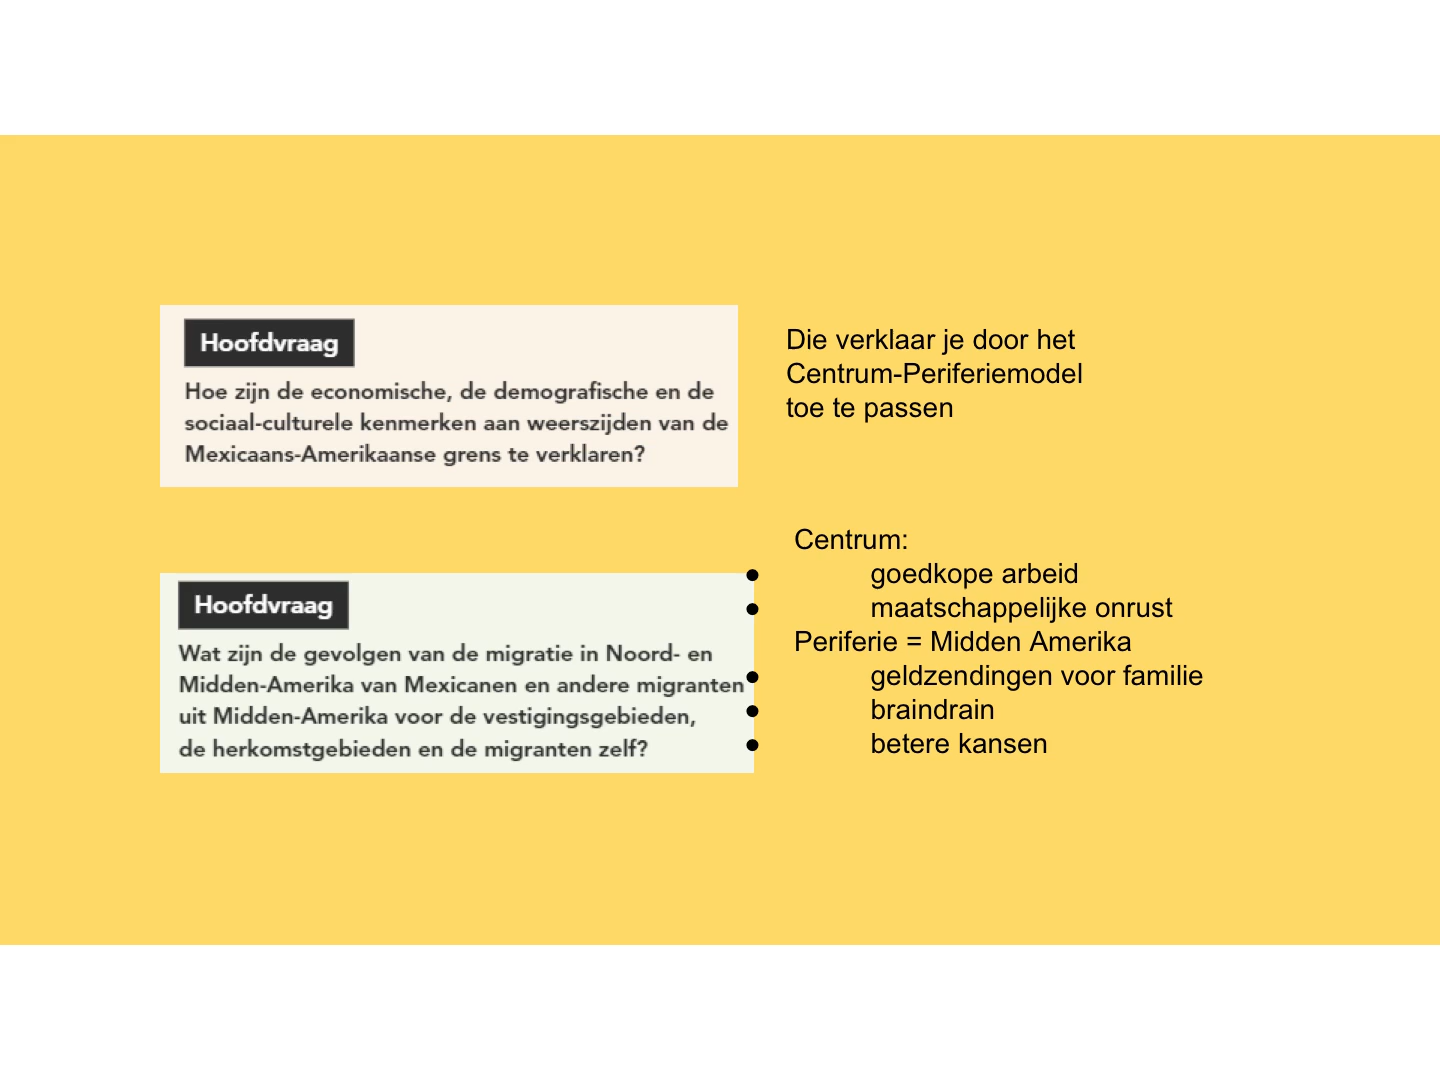 Hoofdvraag
Hoe zijn de economische, de demografische en de
sociaal-culturele kenmerken aan weerszijden van de
Mexicaans-Amerikaanse grens te verklaren?
Die verklaar je door het
Centrum-Periferiemodel
toe te passen
Hoofdvraag
Wat zijn de gevolgen van de migratie in Noord- en
Midden-Amerika van Mexicanen en andere migranten
uit Midden-Amerika voor de vestigingsgebieden,
de herkomstgebieden en de migranten zelf?
Centrum:
● goedkope arbeid
● maatschappelijke onrust
Periferie = Midden Amerika
● geldzendingen voor familie
● braindrain
● betere kansen